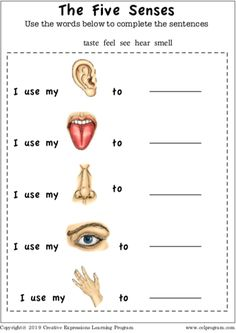 The Five Senses
Use the words below to complete the sentences
taste feel see hear smell
I use my to
I use my to
I use my to
I use my to
I use my to
Copyright© 2019 Creative Expressions Learning Program. www.celprogram.com